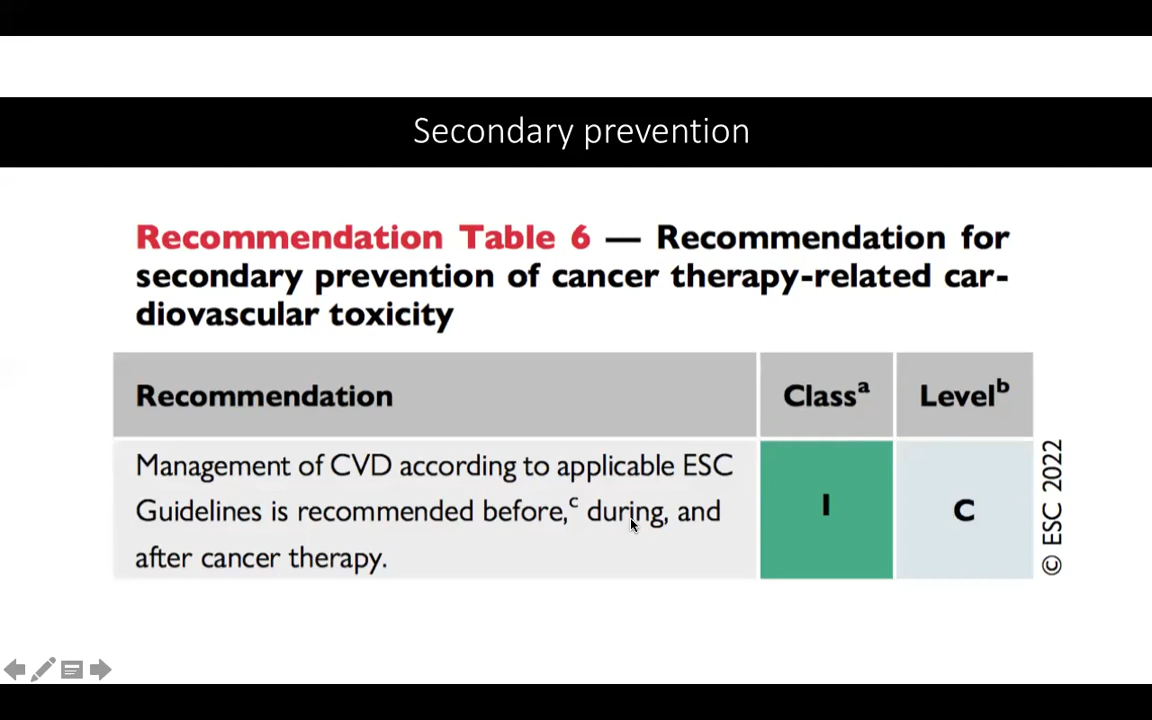 Secondary prevention
Recommendation Table 6 — Recommendation for
secondary prevention of cancer therapy-related car-
diovascular toxicity
Recommendation Classᵃ Levelᵇ
Management of CVD according to applicable ESC
Guidelines is recommended before,ᶜ during, and
after cancer therapy.
I C
© ESC 2022